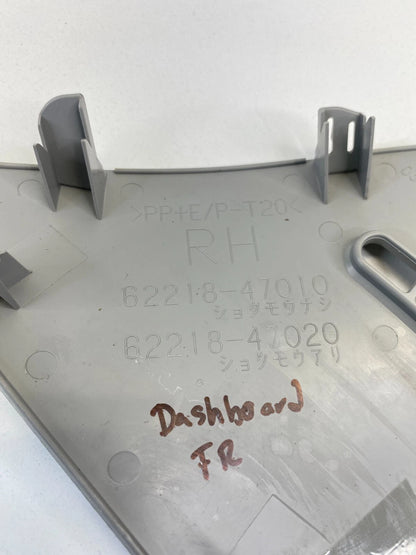 >PP+E/P-T20<
RH
62218-47010
ショクモウナシ
62218-47020
ショクモウアリ
Dashboard
FR